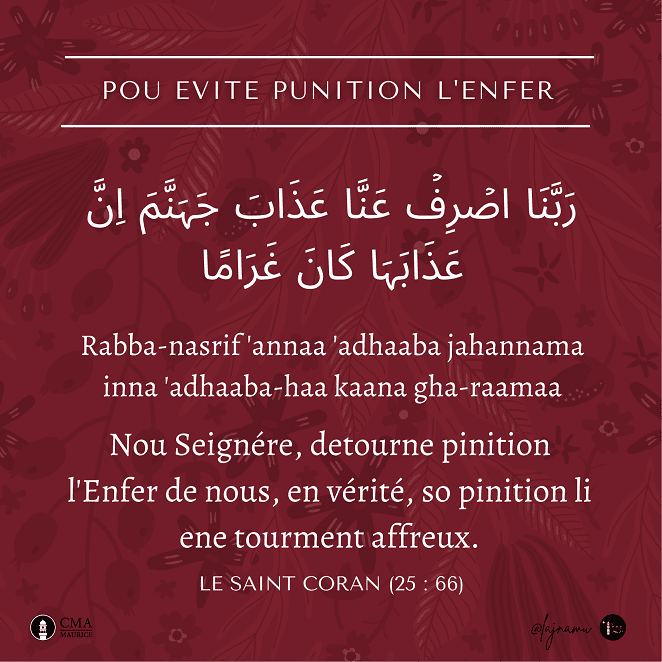 POU EVITE PUNITION L'ENFER
رَبَّنَا اصۡرِفۡ عَنَّا عَذَابَ جَہَنَّمَ اِنَّ
عَذَابَہَا کَانَ غَرَامًا
Rabba-nasrif 'annaa 'adhaaba jahannama
inna 'adhaaba-haa kaana gha-raamaa
Nou Seignére, detourne pinition
l'Enfer de nous, en vérité, so pinition li
ene tourment affreux.
LE SAINT CORAN (25 : 66)
CMA
MAURICE
@lajnamu